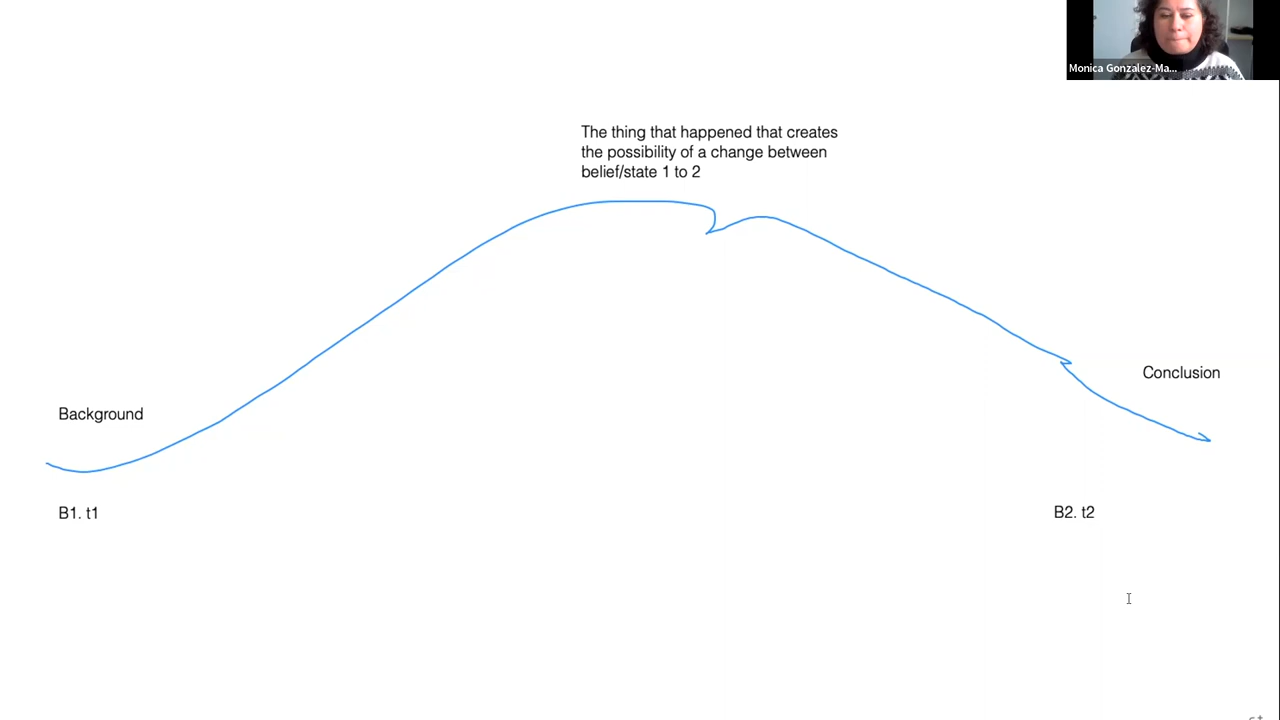 Monica Gonzalez-Ma...
The thing that happened that creates
the possibility of a change between
belief/state 1 to 2
Conclusion
Background
B1. t1
B2. t2